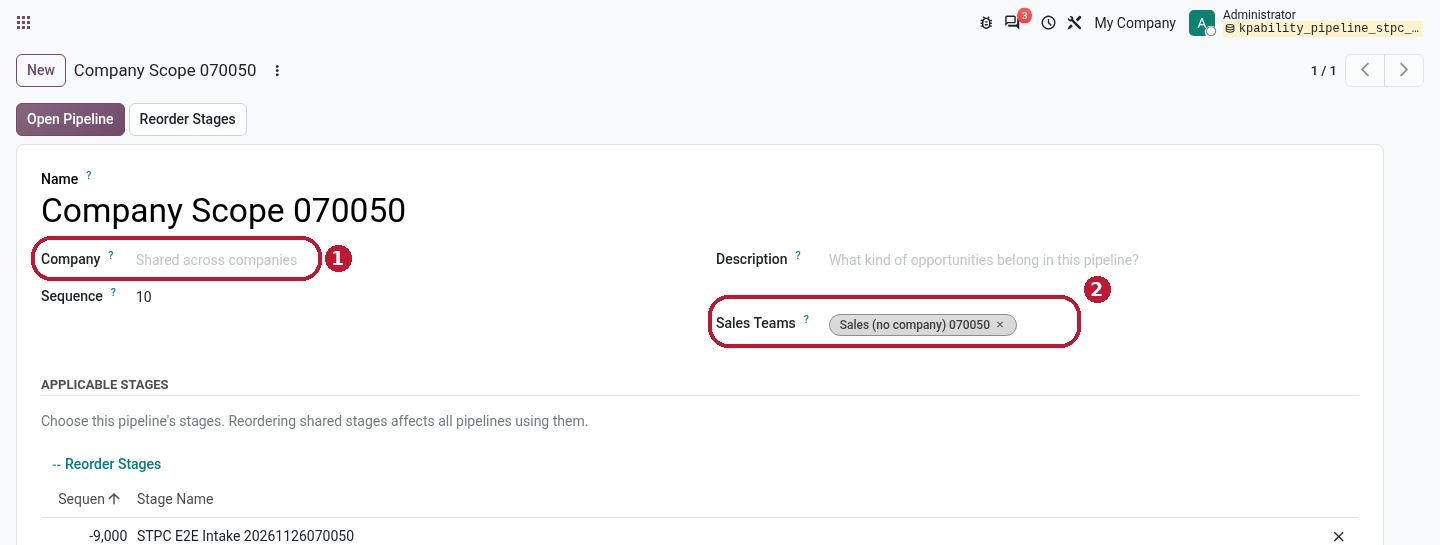 3
My Company
A
Administrator
kpability_pipeline_stpc_…
New
Company Scope 070050
1 / 1
Open Pipeline
Reorder Stages
Name ?
Company Scope 070050
Company ? Shared across companies
1
Description ? What kind of opportunities belong in this pipeline?
2
Sequence ? 10
Sales Teams ? Sales (no company) 070050 ×
APPLICABLE STAGES
Choose this pipeline's stages. Reordering shared stages affects all pipelines using them.
-- Reorder Stages
Sequen Stage Name
-9,000 STPC E2E Intake 20261126070050